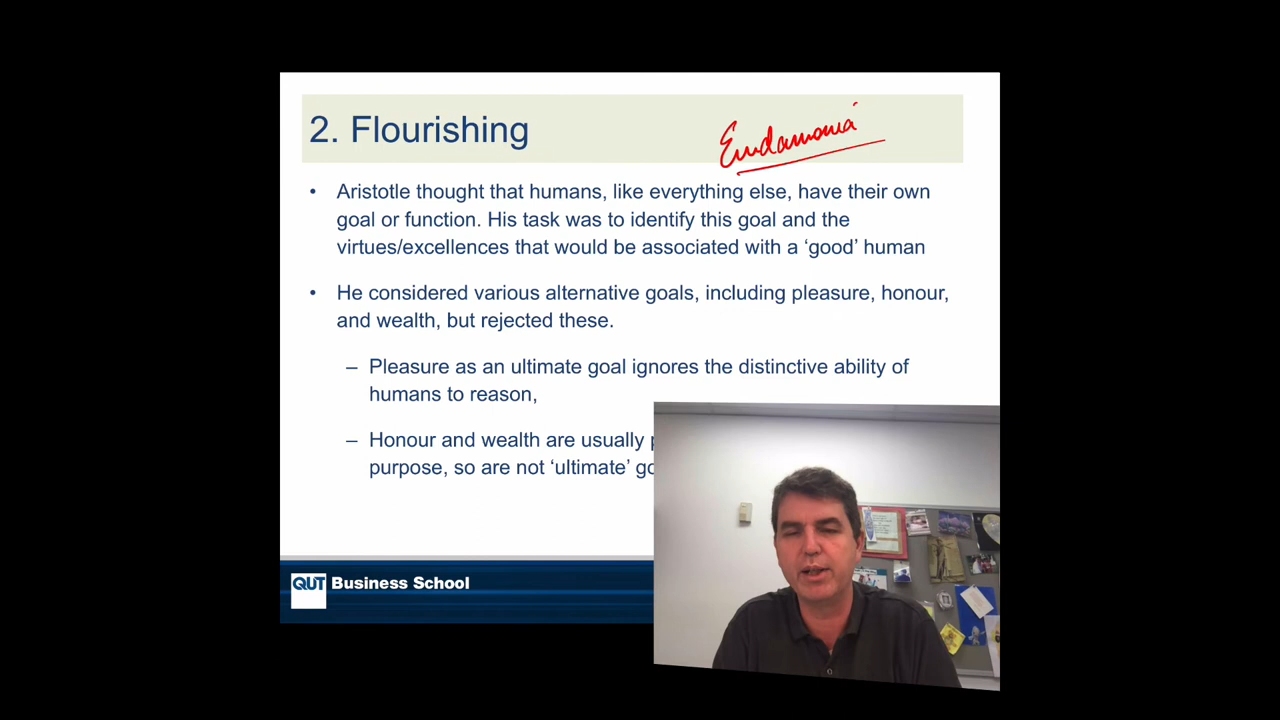 2. Flourishing
Eudamonia
• Aristotle thought that humans, like everything else, have their own
goal or function. His task was to identify this goal and the
virtues/excellences that would be associated with a ‘good’ human
• He considered various alternative goals, including pleasure, honour,
and wealth, but rejected these.
– Pleasure as an ultimate goal ignores the distinctive ability of
humans to reason,
– Honour and wealth are usually
purpose, so are not ‘ultimate’
QUT Business School